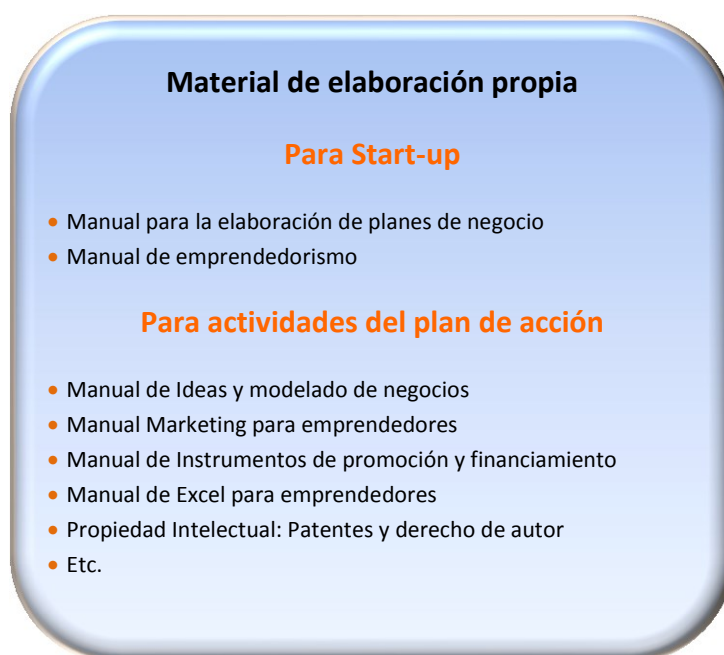 Material de elaboración propia
Para Start-up
• Manual para la elaboración de planes de negocio
• Manual de emprendedorismo
Para actividades del plan de acción
• Manual de Ideas y modelado de negocios
• Manual Marketing para emprendedores
• Manual de Instrumentos de promoción y financiamiento
• Manual de Excel para emprendedores
• Propiedad Intelectual: Patentes y derecho de autor
• Etc.